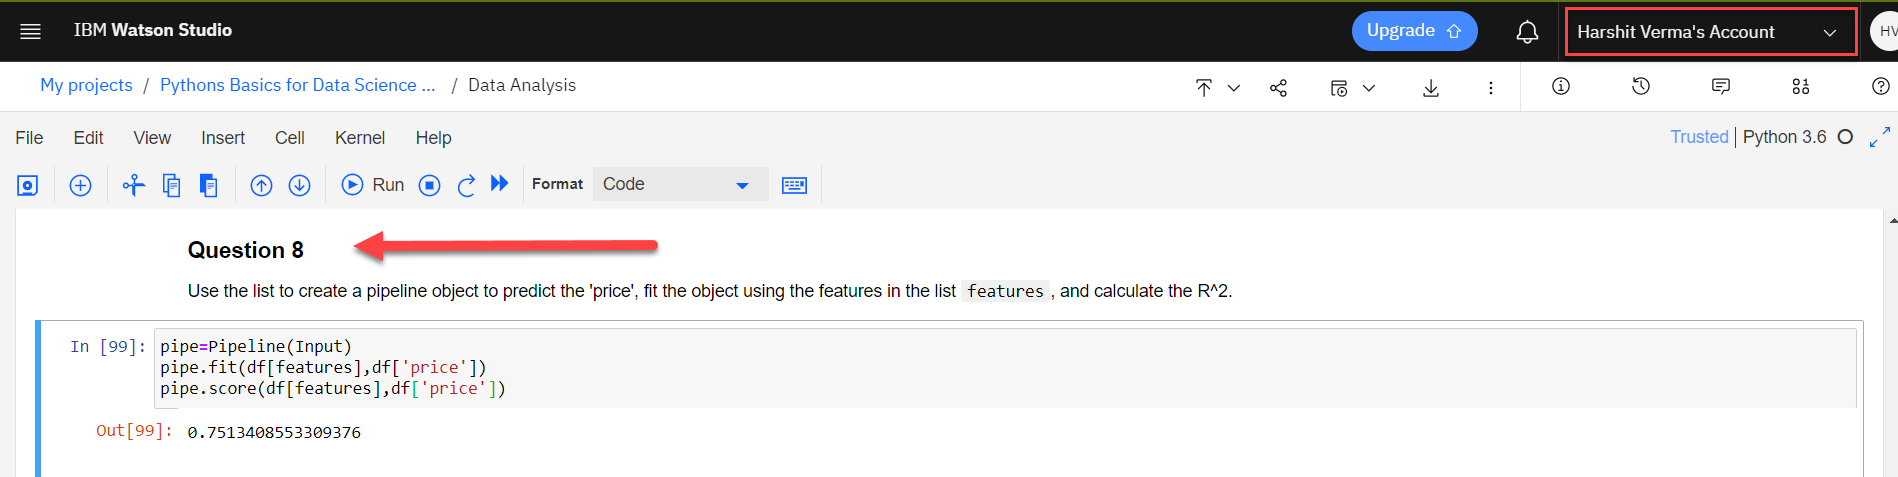 IBM Watson Studio
Upgrade
Harshit Verma's Account
HV
My projects / Pythons Basics for Data Science ... / Data Analysis
File Edit View Insert Cell Kernel Help
Trusted | Python 3.6
Run
Format
Code
Question 8
Use the list to create a pipeline object to predict the 'price', fit the object using the features in the list features , and calculate the R^2.
In [99]: pipe=Pipeline(Input)
pipe.fit(df[features],df['price'])
pipe.score(df[features],df['price'])
Out[99]: 0.7513408553309376